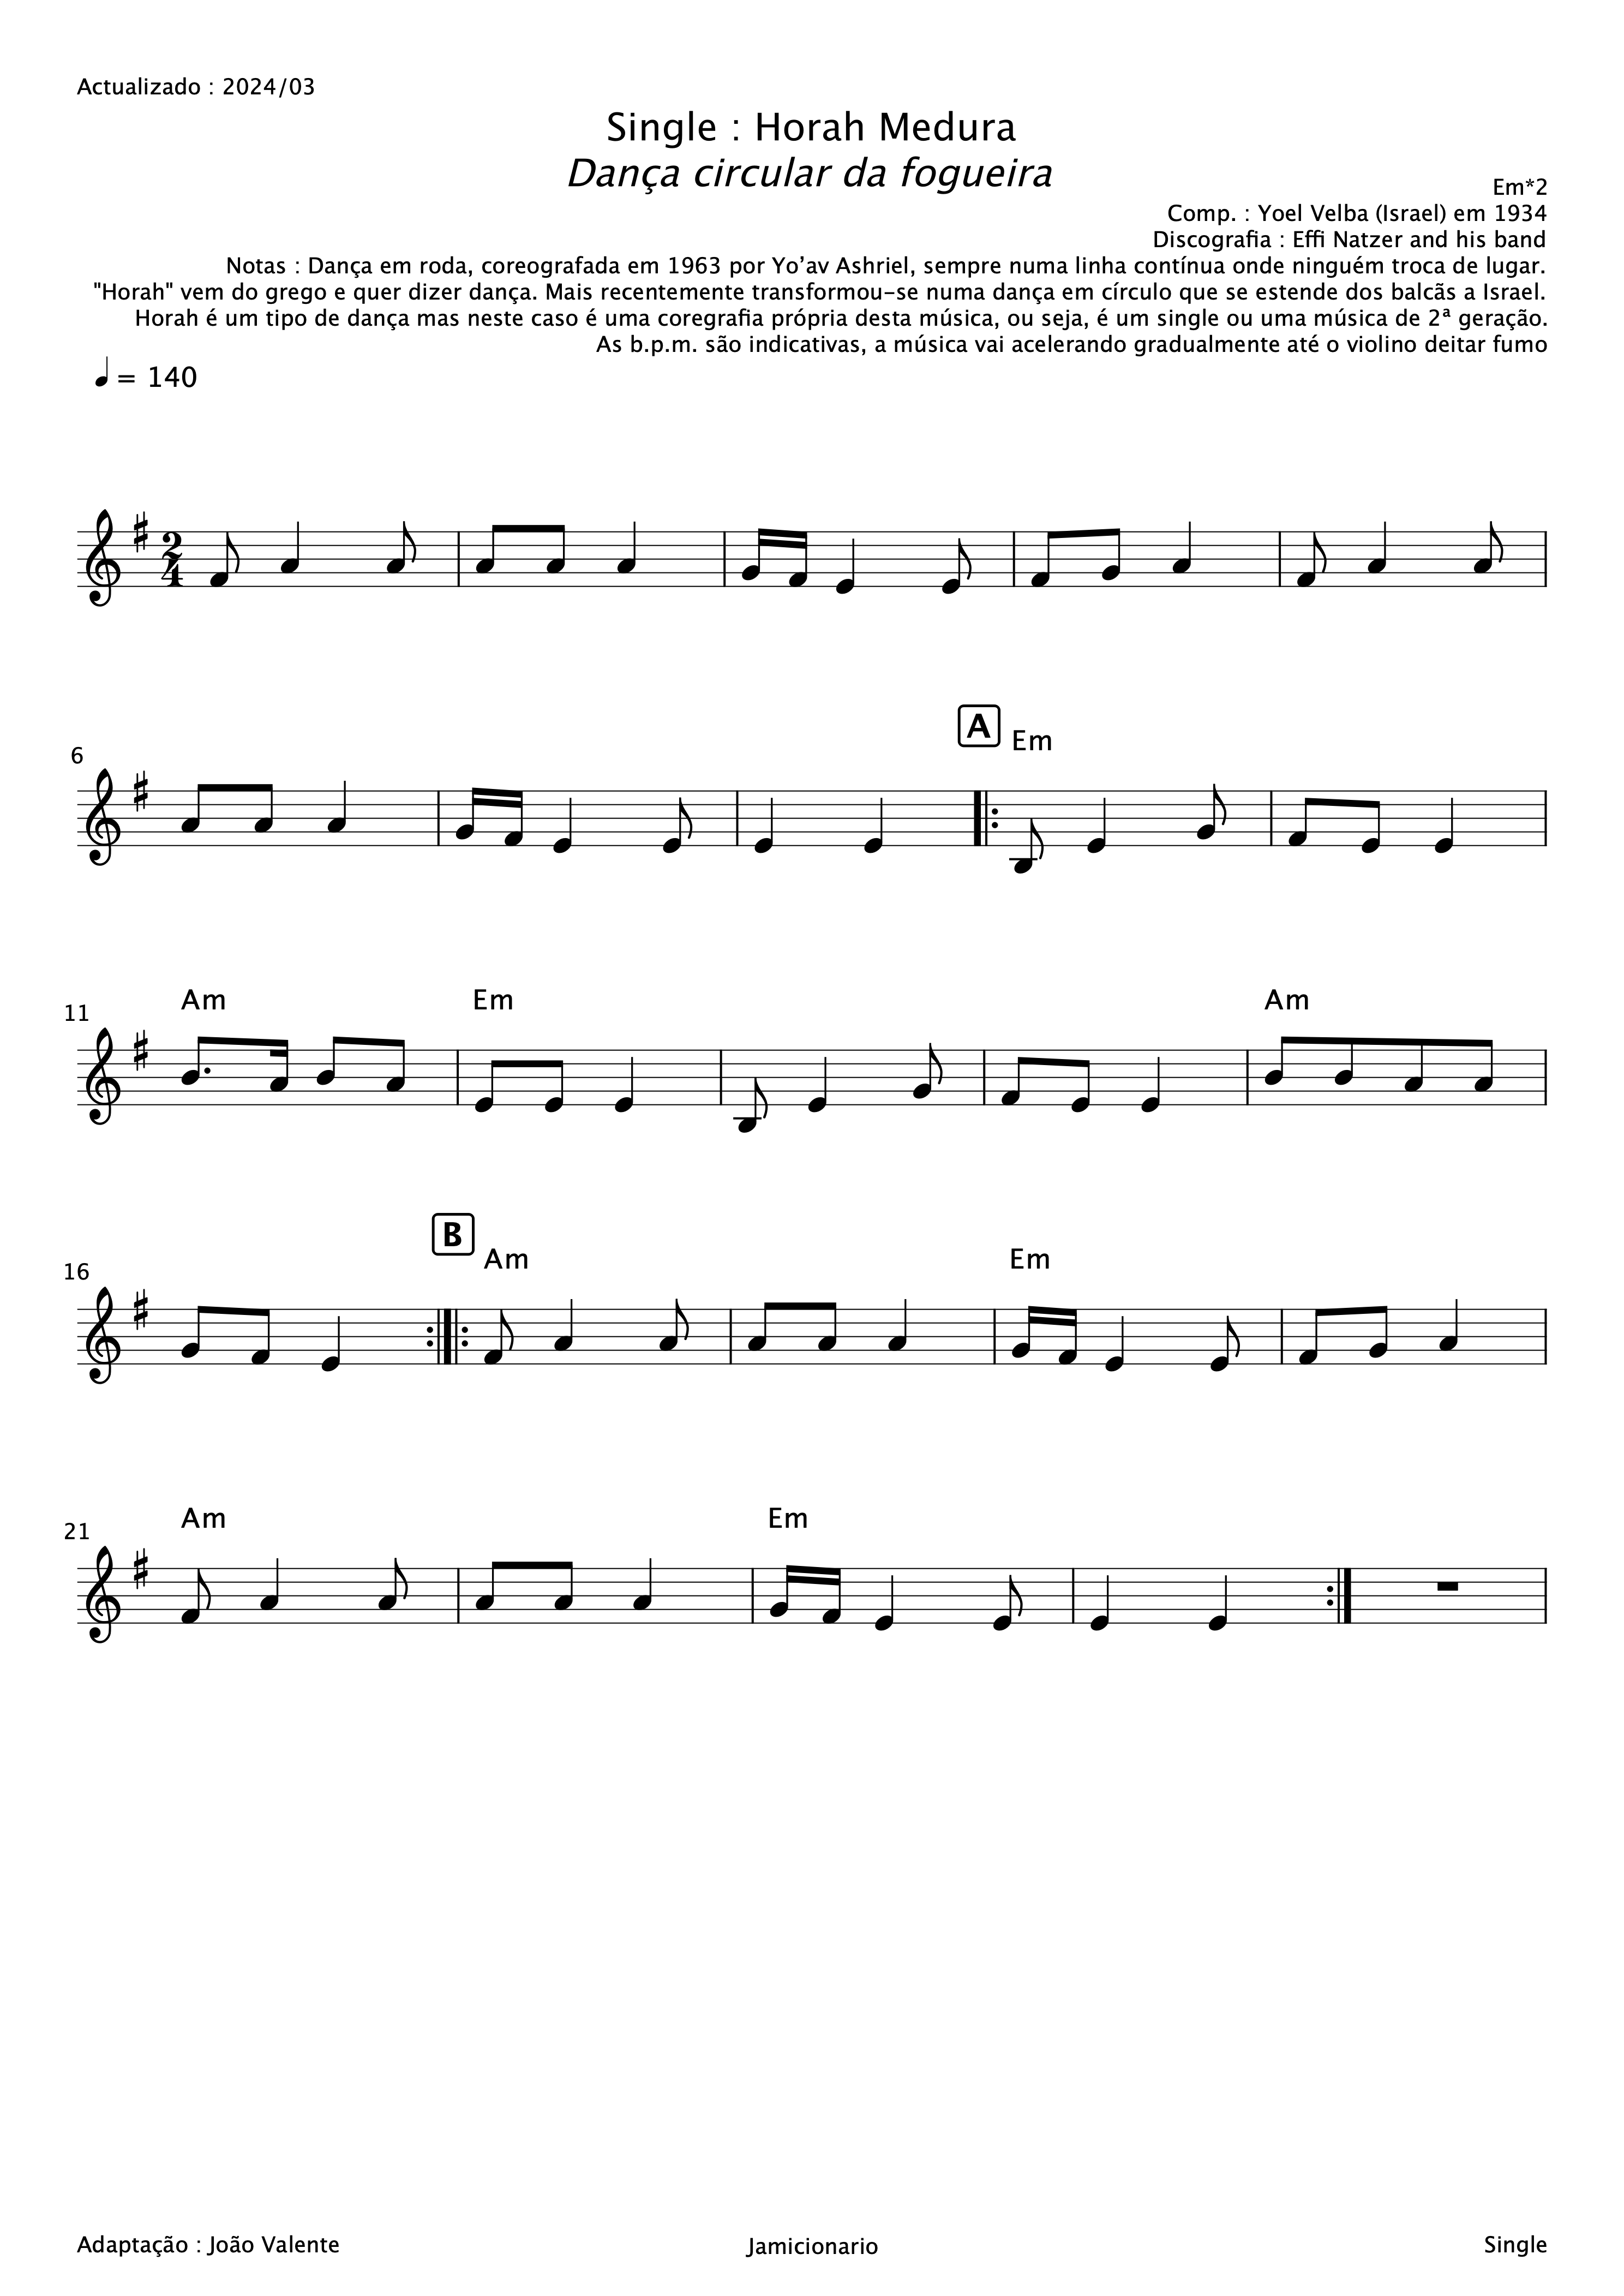 Actualizado : 2024/03
Single : Horah Medura
Dança circular da fogueira
Em*2
Comp. : Yoel Velba (Israel) em 1934
Discografia : Effi Natzer and his band
Notas : Dança em roda, coreografada em 1963 por Yo’av Ashriel, sempre numa linha contínua onde ninguém troca de lugar.
"Horah" vem do grego e quer dizer dança. Mais recentemente transformou-se numa dança em círculo que se estende dos balcãs a Israel.
Horah é um tipo de dança mas neste caso é uma coregrafia própria desta música, ou seja, é um single ou uma música de 2ª geração.
As b.p.m. são indicativas, a música vai acelerando gradualmente até o violino deitar fumo
= 140
2
4
A
Em
6
Am Em Am
11
B
Am Em
16
Am Em
21
Adaptação : João Valente
Jamicionario
Single